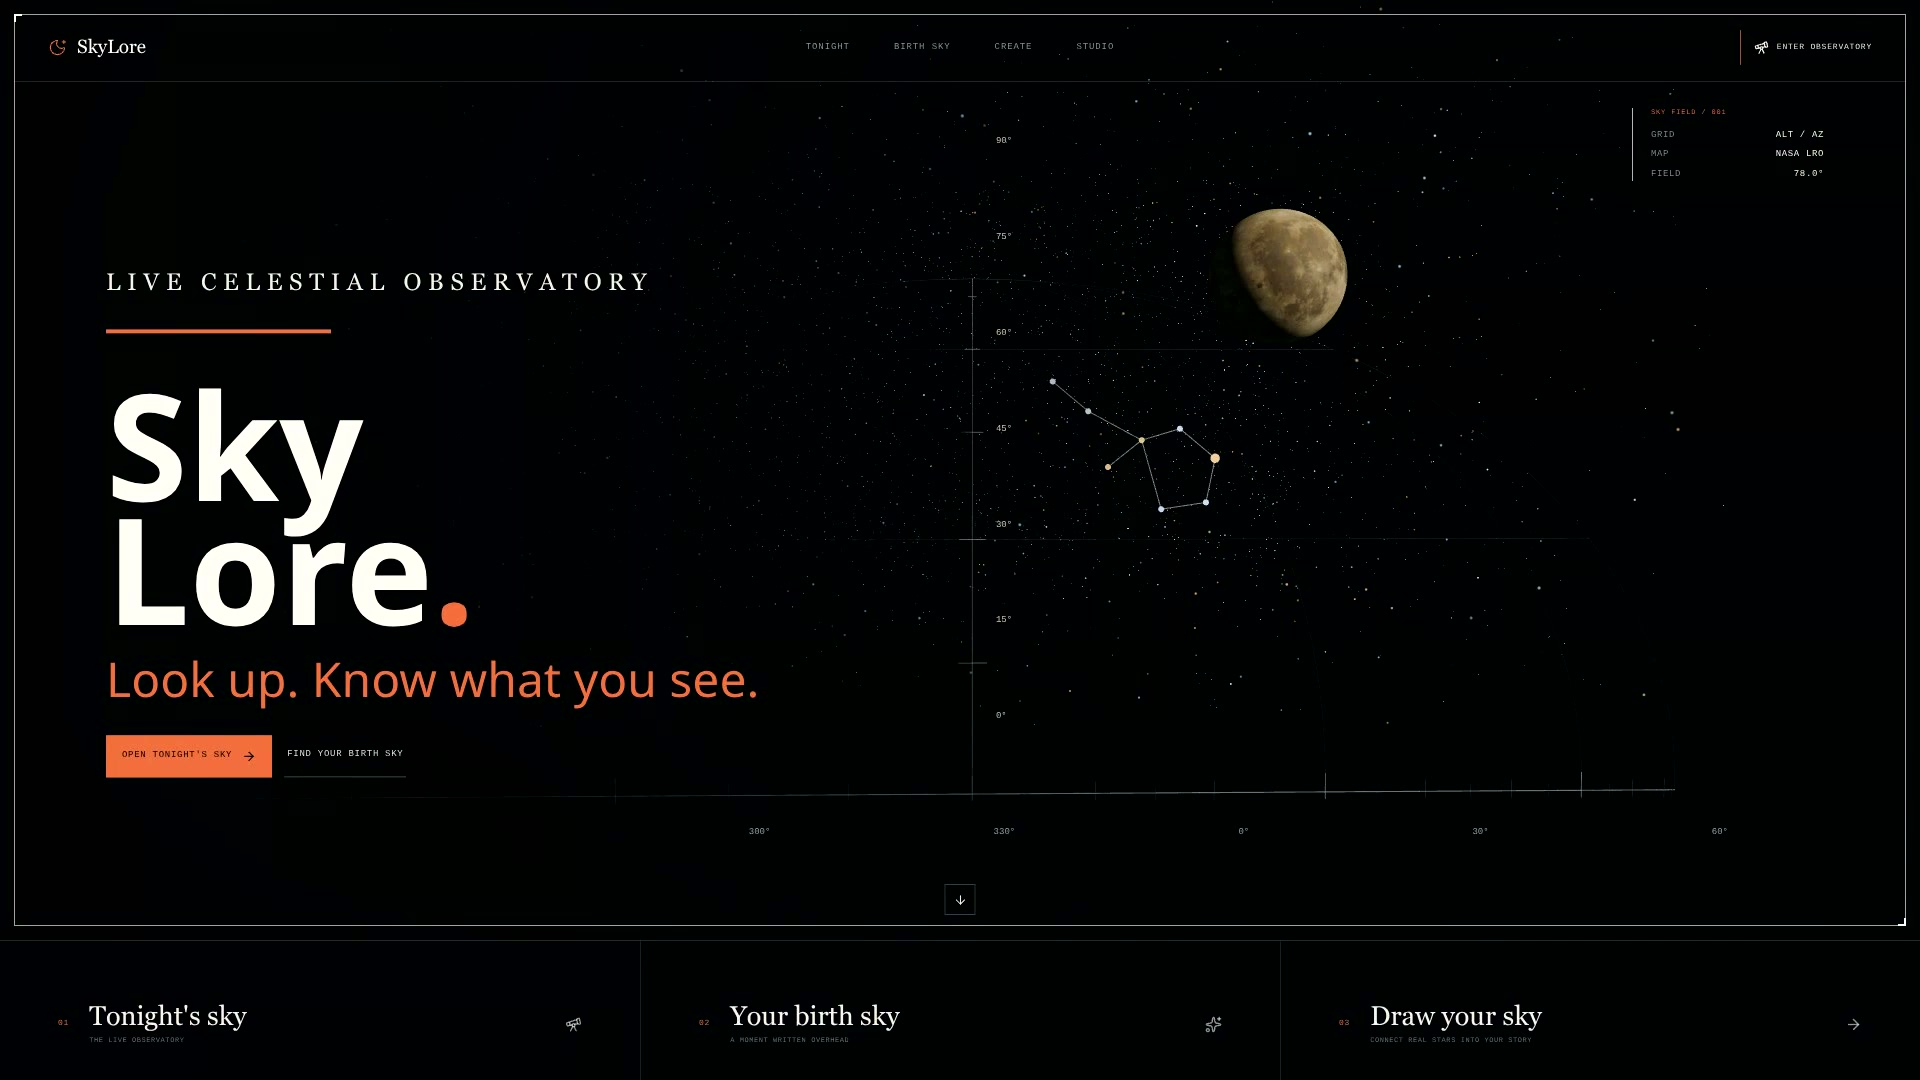 SkyLore
TONIGHT
BIRTH SKY
CREATE
STUDIO
ENTER OBSERVATORY
SKY FIELD / 001
GRID ALT / AZ
MAP NASA LRO
FIELD 78.0°
90°
75°
60°
45°
30°
15°
0°
LIVE CELESTIAL OBSERVATORY
Sky
Lore.
Look up. Know what you see.
OPEN TONIGHT'S SKY
FIND YOUR BIRTH SKY
300°
330°
0°
30°
60°
01
Tonight's sky
THE LIVE OBSERVATORY
02
Your birth sky
A MOMENT WRITTEN OVERHEAD
03
Draw your sky
CONNECT REAL STARS INTO YOUR STORY